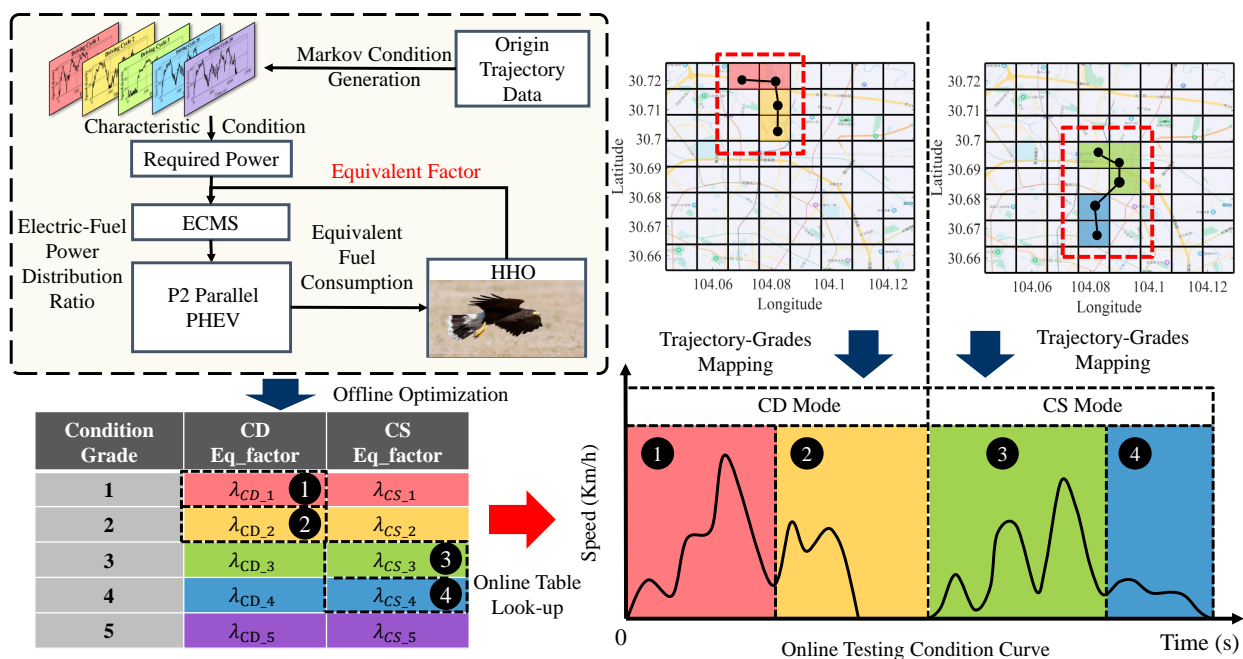 Driving Cycle 1
Driving Cycle 2
Driving Cycle 3
Markov Condition
Generation
Origin
Trajectory
Data
Characteristic
Condition
Required Power
Equivalent Factor
ECMS
Electric-Fuel
Power
Distribution
Ratio
Equivalent
Fuel
Consumption
P2 Parallel
PHEV
HHO
Offline Optimization
Condition
Grade
CD
Eq_factor
CS
Eq_factor
1 λCD_1 1 λCS_1
2 λCD_2 2 λCS_2
3 λCD_3 λCS_3 3
4 λCD_4 λCS_4 4
5 λCD_5 λCS_5
Online Table
Look-up
Latitude
30.72
30.71
30.7
30.69
30.68
30.67
30.66
104.06 104.08 104.1 104.12
Longitude
Latitude
30.72
30.71
30.7
30.69
30.68
30.67
30.66
104.06 104.08 104.1 104.12
Longitude
Trajectory-Grades
Mapping
Trajectory-Grades
Mapping
CD Mode
CS Mode
1 2 3 4
Speed (Km/h)
0
Online Testing Condition Curve
Time (s)